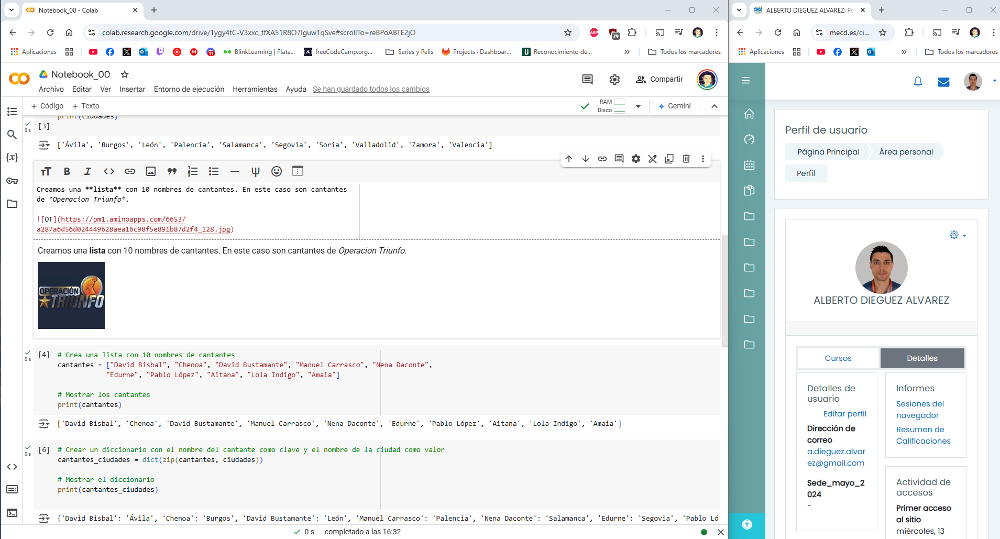 Notebook_00 - Colab
colab.research.google.com/drive/1ygy4tC-V3xxc_tfXA51R8O7Iguw1qSve#scrollTo=reBPoABTE2jO
ABP
79
Aplicaciones
11
BlinkLearning | Plata...
freeCodeCamp.org...
Series y Pelis
Projects · Dashboar...
Reconocimiento de...
Todos los marcadores
Notebook_00
Compartir
Archivo Editar Ver Insertar Entorno de ejecución Herramientas Ayuda Se han guardado todos los cambios
+ Código + Texto
RAM
Disco
Gemini
print(ciudades)
0 s
[3]
['Ávila', 'Burgos', 'León', 'Palencia', 'Salamanca', 'Segovia', 'Soria', 'Valladolid', 'Zamora', 'Valencia']
Creamos una **lista** con 10 nombres de cantantes. En este caso son cantantes
de *Operacion Triunfo*.
![OT](https://pm1.aminoapps.com/6653/
a287a6d56d024449628aea16c98f5e891b87d2f4_128.jpg)
Creamos una lista con 10 nombres de cantantes. En este caso son cantantes de Operacion Triunfo.
OPERACIÓN
TRIUNFO
0 s
[4] # Crea una lista con 10 nombres de cantantes
cantantes = ["David Bisbal", "Chenoa", "David Bustamante", "Manuel Carrasco", "Nena Daconte",
"Edurne", "Pablo López", "Aitana", "Lola Indigo", "Amaia"]
# Mostrar los cantantes
print(cantantes)
['David Bisbal', 'Chenoa', 'David Bustamante', 'Manuel Carrasco', 'Nena Daconte', 'Edurne', 'Pablo López', 'Aitana', 'Lola Indigo', 'Amaia']
0 s
[6] # Crear un diccionario con el nombre del cantante como clave y el nombre de la ciudad como valor
cantantes_ciudades = dict(zip(cantantes, ciudades))
# Mostrar el diccionario
print(cantantes_ciudades)
{'David Bisbal': 'Ávila', 'Chenoa': 'Burgos', 'David Bustamante': 'León', 'Manuel Carrasco': 'Palencia', 'Nena Daconte': 'Salamanca', 'Edurne': 'Segovia', 'Pablo Ló
0 s completado a las 16:32
ALBERTO DIEGUEZ ALVAREZ: Pe
mecd.es/ci...
Aplicaciones
Todos los marcadores
Perfil de usuario
Página Principal
Área personal
Perfil
ALBERTO DIEGUEZ ALVAREZ
Cursos
Detalles
Detalles de
usuario
Editar perfil
Dirección de
correo
a.dieguez.alvar
ez@gmail.com
Sede_mayo_2
024
-
Informes
Sesiones del
navegador
Resumen de
Calificaciones
Actividad de
accesos
Primer acceso
al sitio
miércoles, 13